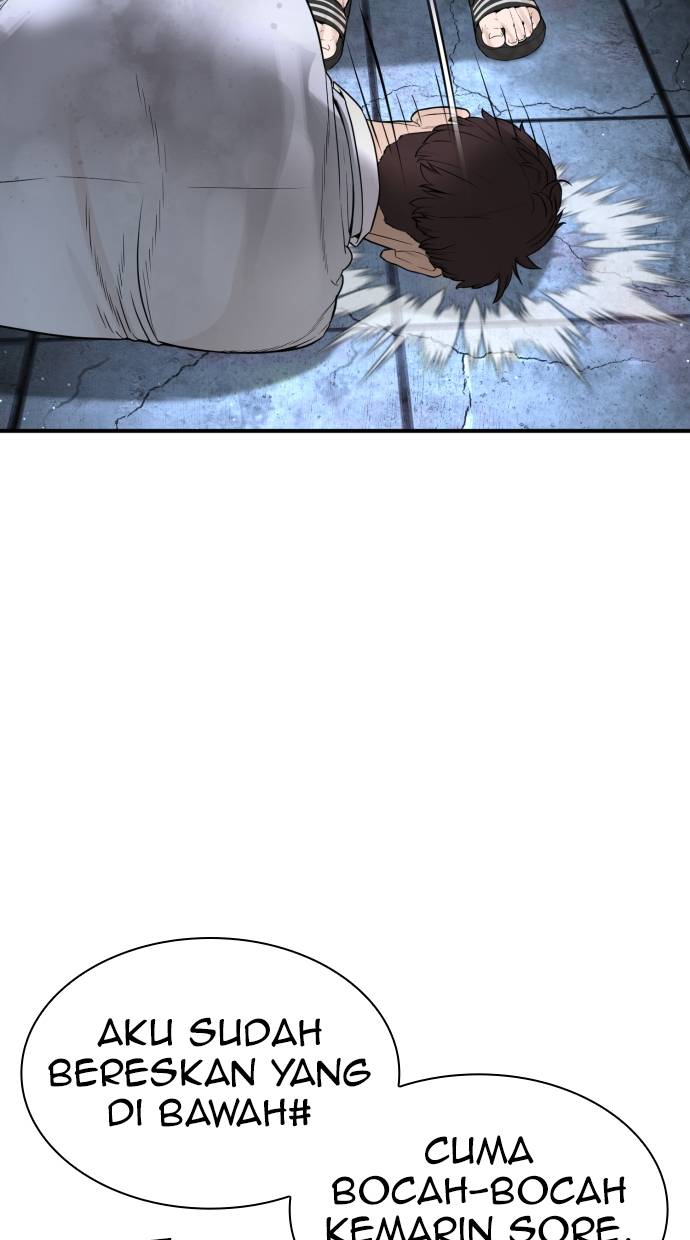 AKU SUDAH
BERESKAN YANG
DI BAWAH#
CUMA
BOCAH-BOCAH
KEMARIN SORE.